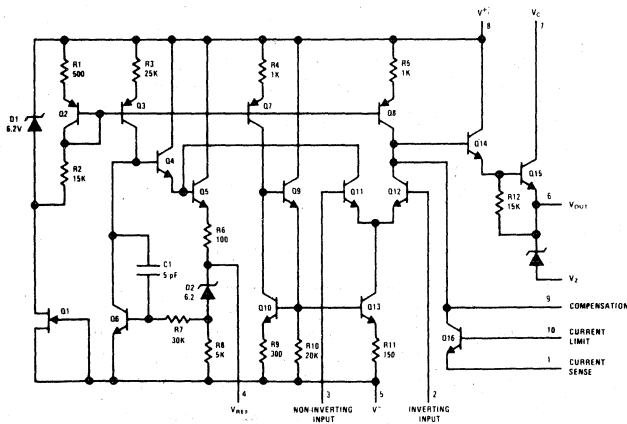 V+
VC
8
7
R1
500
R3
25K
R4
1K
R5
1K
D1
6.2V
Q2
Q3
Q7
Q8
R2
15K
Q4
Q5
Q9
Q11
Q12
Q14
Q15
R12
15K
6
VOUT
R6
100
C1
5 pF
D2
6.2
VZ
9
COMPENSATION
Q1
Q6
R7
30K
R8
5K
Q10
R9
300
R10
20K
Q13
R11
150
Q16
10
CURRENT
LIMIT
1
CURRENT
SENSE
4
3
5
2
VREF
NON-INVERTING
INPUT
V−
INVERTING
INPUT